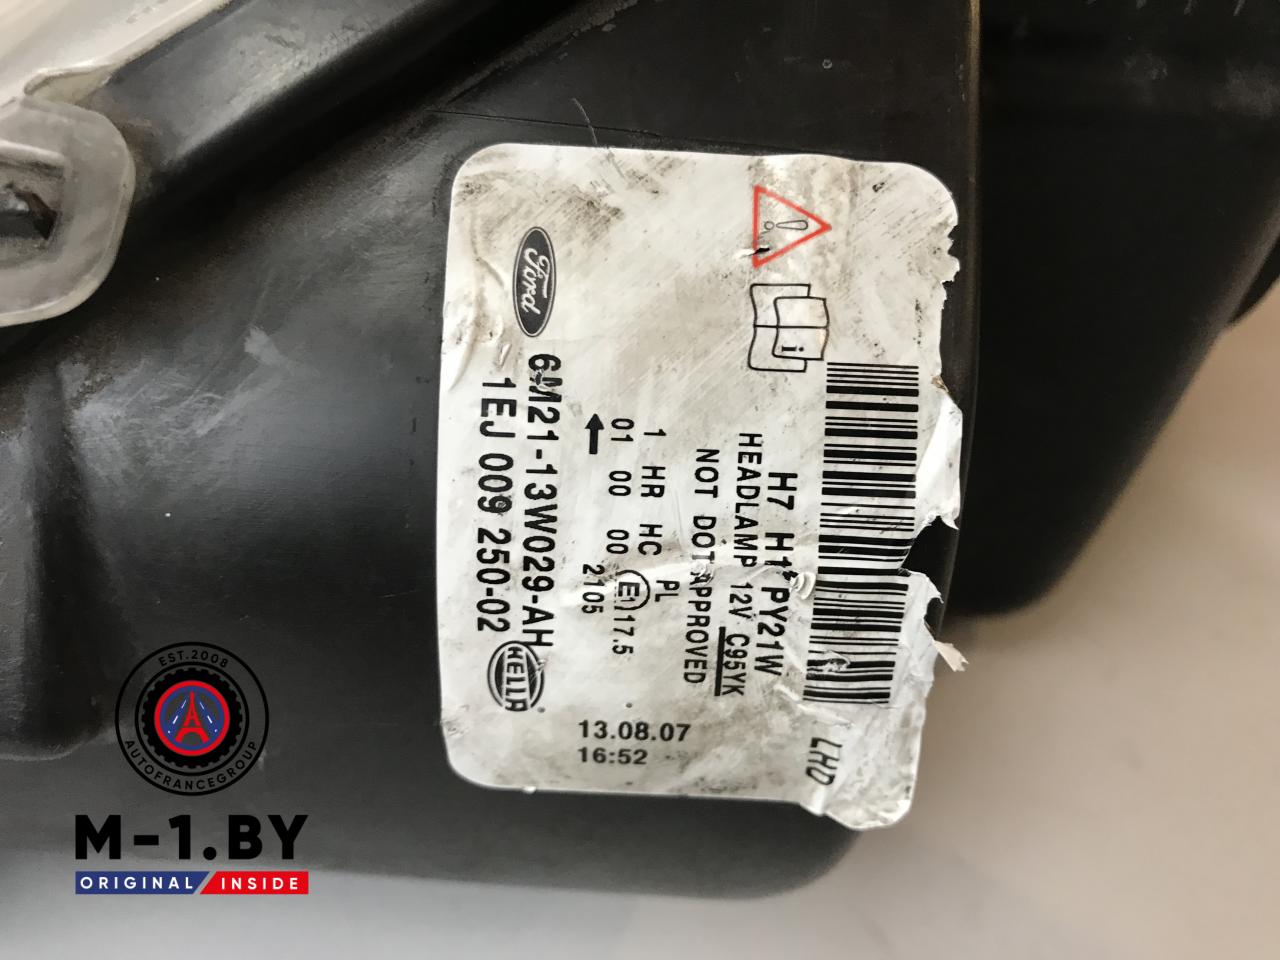 Ford
6M21-13W029-AH
1EJ 009 250-02
HELLA
H7 H1 PY21W
HEADLAMP 12V C95YK
NOT DOT APPROVED
1 HR HC PL
01 00 00 E1 17.5
2105
13.08.07
16:52
LHD
i
EST.2008
AUTOFRANCEGROUP
M-1.BY
ORIGINAL/INSIDE